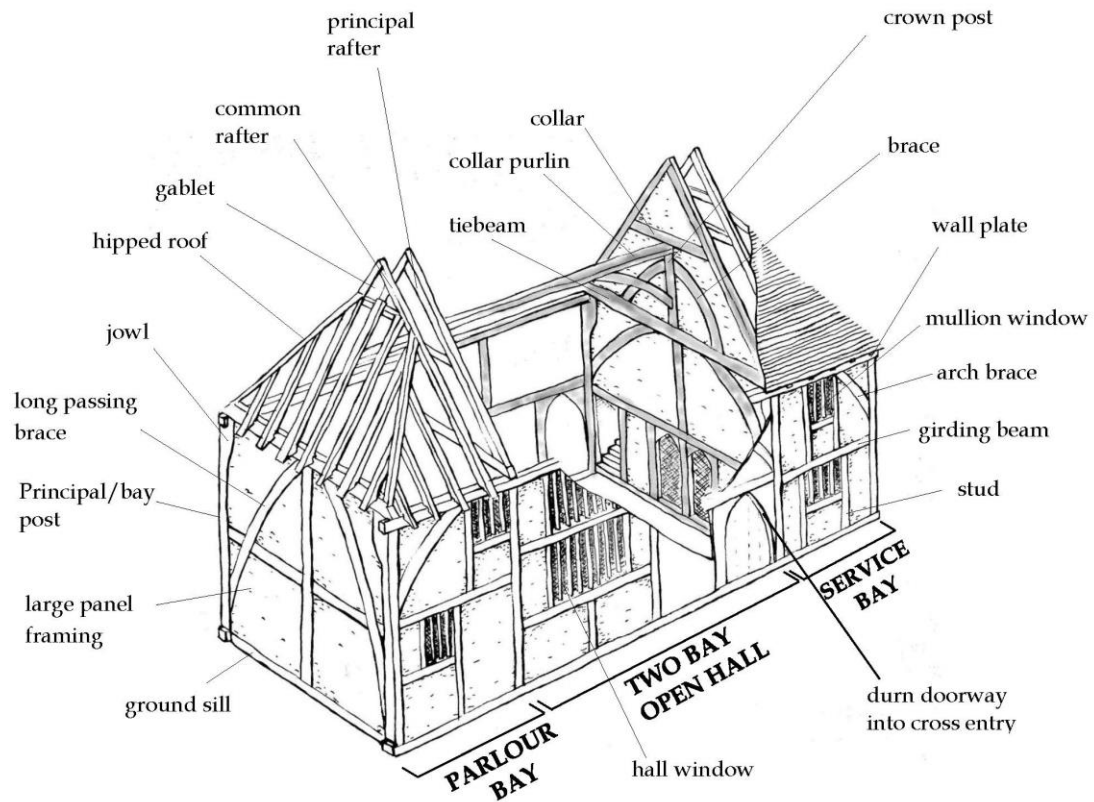 principal
rafter
crown post
common
rafter
collar
brace
collar purlin
gablet
tiebeam
wall plate
hipped roof
mullion window
jowl
arch brace
long passing
brace
girding beam
Principal/bay
post
stud
large panel
framing
ground sill
PARLOUR
BAY
TWO BAY
OPEN HALL
SERVICE
BAY
durn doorway
into cross entry
hall window